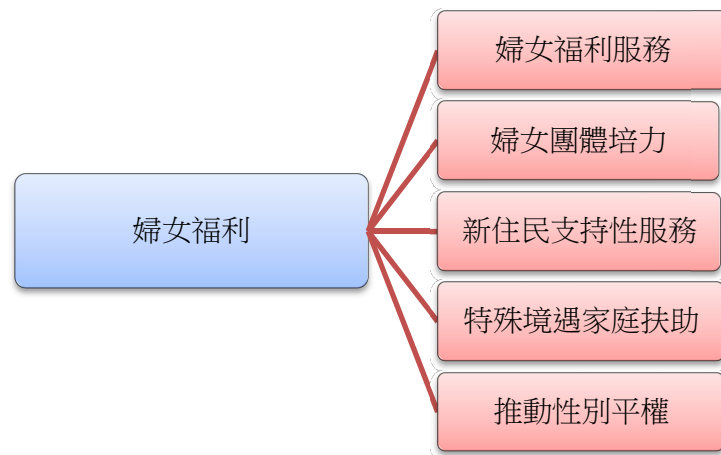 婦女福利
婦女福利服務
婦女團體培力
新住民支持性服務
特殊境遇家庭扶助
推動性別平權